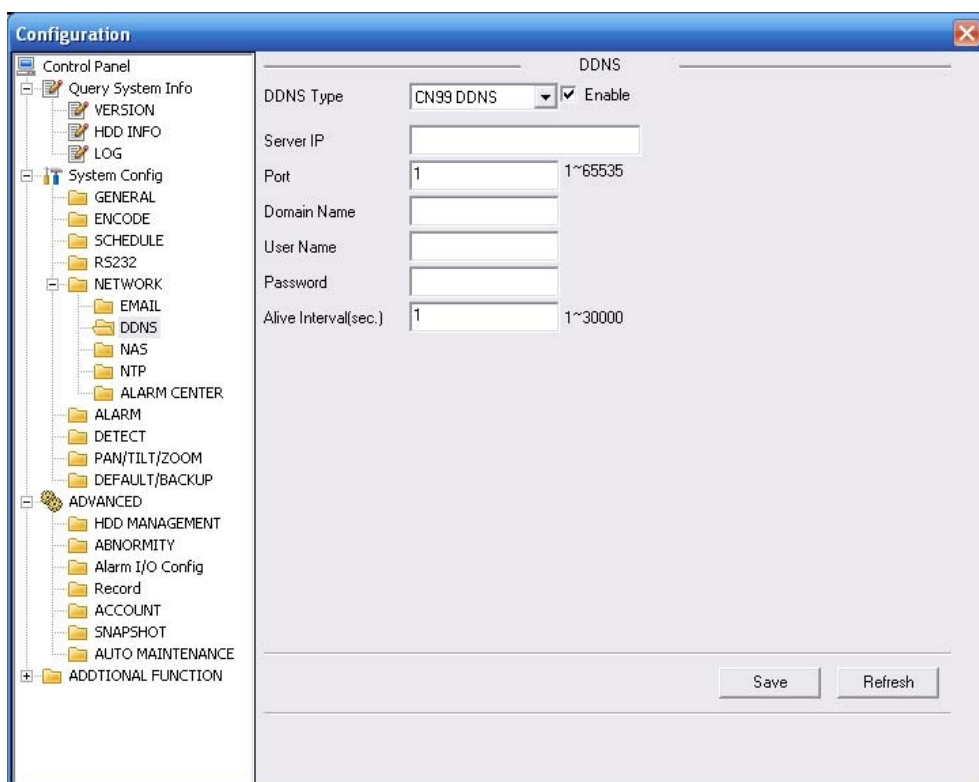 Configuration
Control Panel
Query System Info
VERSION
HDD INFO
LOG
System Config
GENERAL
ENCODE
SCHEDULE
RS232
NETWORK
EMAIL
DDNS
NAS
NTP
ALARM CENTER
ALARM
DETECT
PAN/TILT/ZOOM
DEFAULT/BACKUP
ADVANCED
HDD MANAGEMENT
ABNORMITY
Alarm I/O Config
Record
ACCOUNT
SNAPSHOT
AUTO MAINTENANCE
ADDTIONAL FUNCTION
DDNS
DDNS Type CN99 DDNS Enable
Server IP
Port 1 1~65535
Domain Name
User Name
Password
Alive Interval(sec.) 1 1~30000
Save Refresh